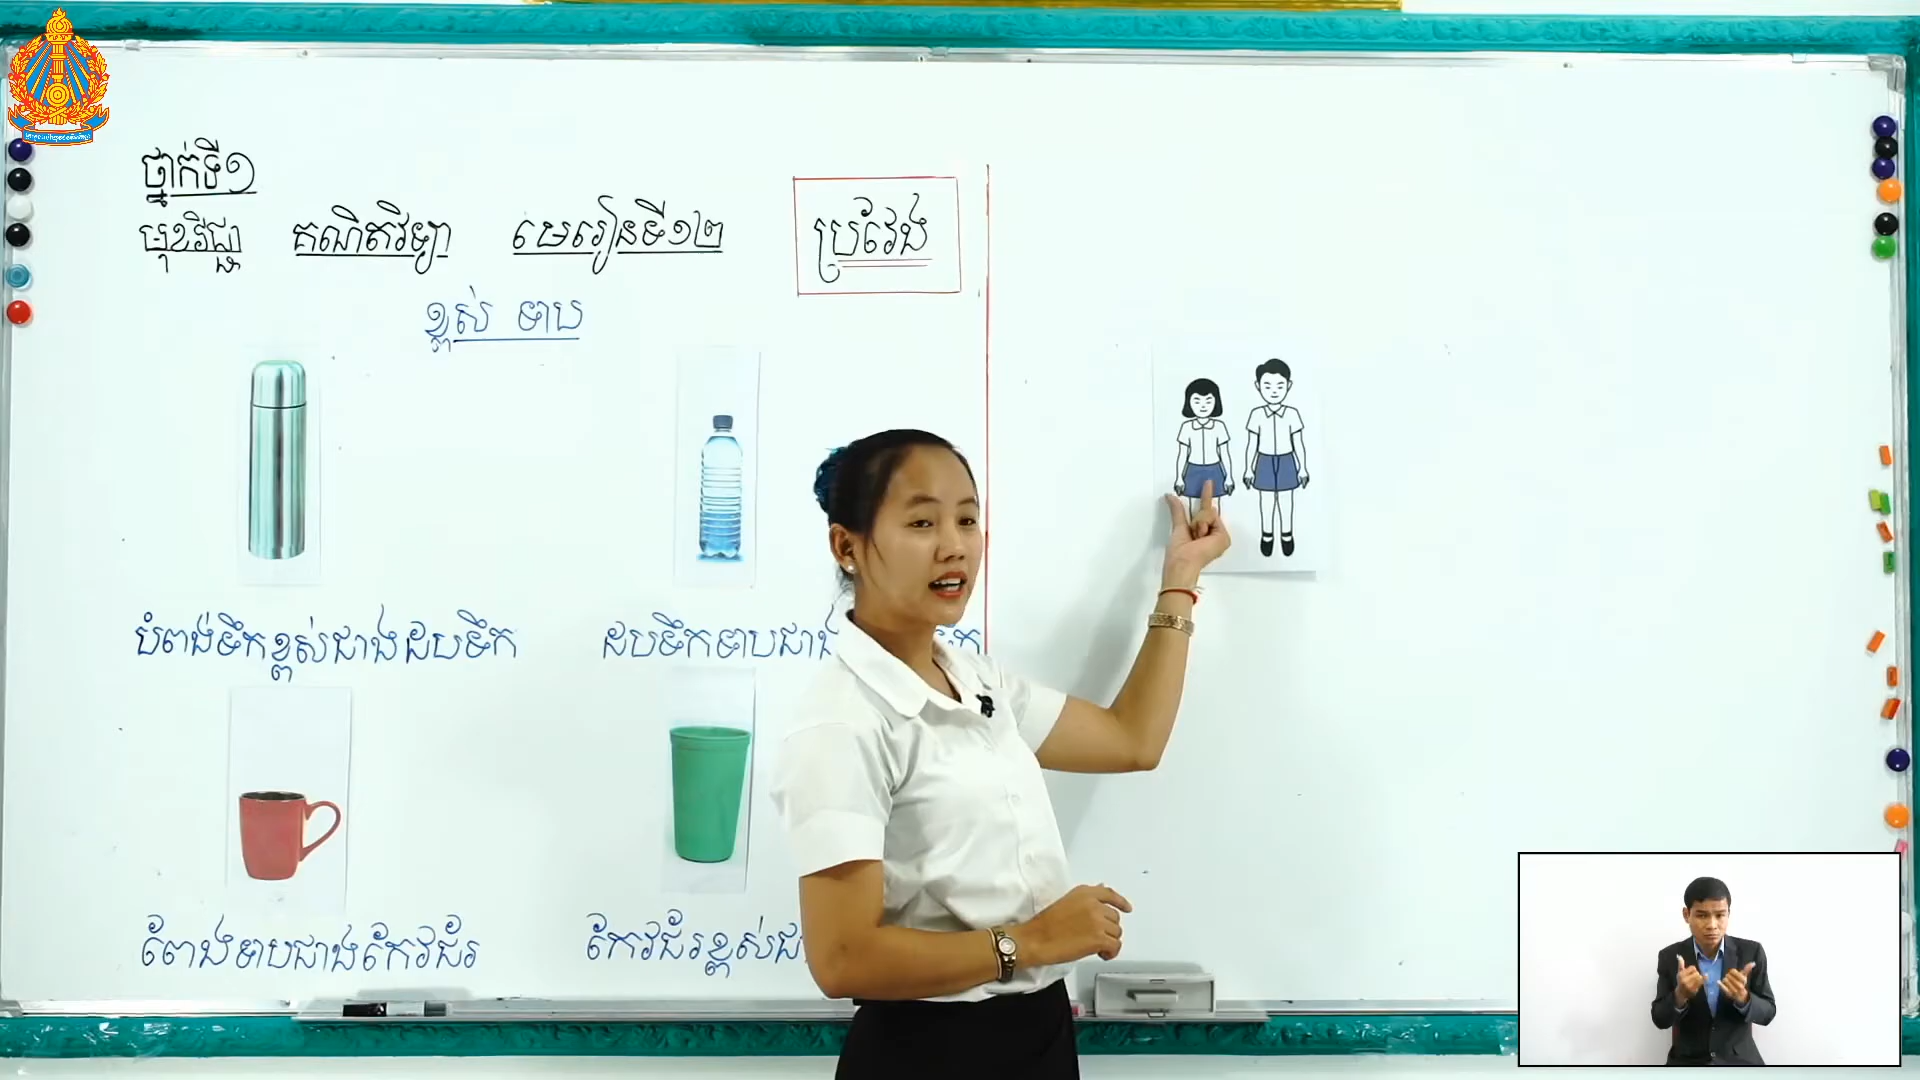 ថ្នាក់ទី១
មុខវិជ្ជា គណិតវិទ្យា មេរៀនទី១២ ប្រវែង
ខ្ពស់ ទាប
បំពង់ទឹកខ្ពស់ជាងដបទឹក
ដបទឹកទាបជាង
ពែងទាបជាងកែវជ័រ
កែវជ័រខ្ពស់ជ